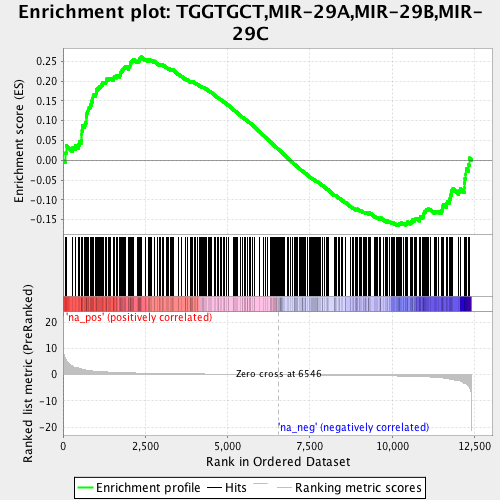 Enrichment plot: TGGTGCT,MIR-29A,MIR-29B,MIR-
29C
Enrichment score (ES)
0.25
0.20
0.15
0.10
0.05
0.00
-0.05
-0.10
-0.15
Ranked list metric (PreRanked)
'na_pos' (positively correlated)
20
10
0
-10
-20
Zero cross at 6546
'na_neg' (negatively correlated)
0
2,500
5,000
7,500
10,000
12,500
Rank in Ordered Dataset
Enrichment profile
Hits
Ranking metric scores